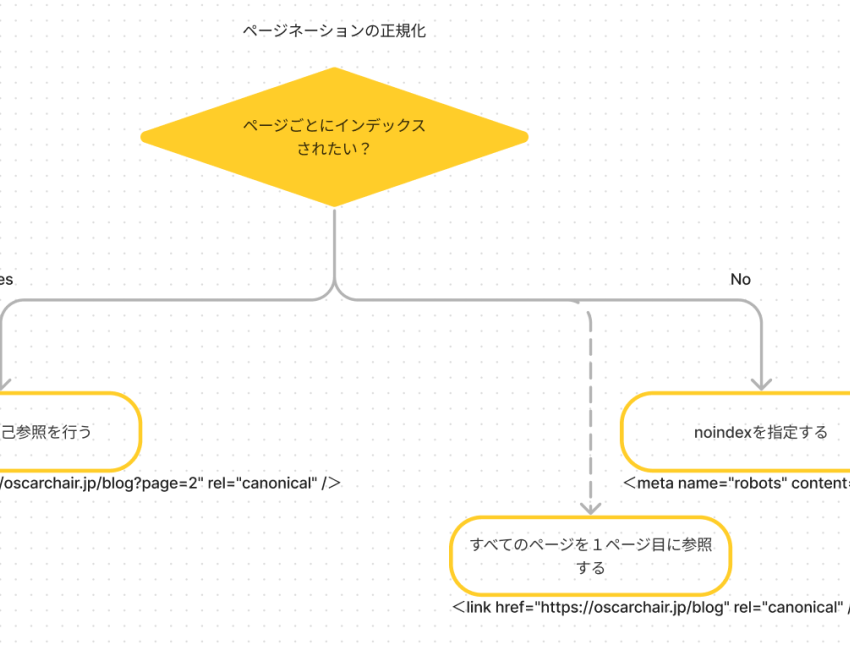 ページネーションの正規化
ページごとにインデックス
されたい？
es
No
己参照を行う
noindexを指定する
/oscarchair.jp/blog?page=2" rel="canonical" />
<meta name="robots" content=
すべてのページを１ページ目に参照
する
<link href="https://oscarchair.jp/blog" rel="canonical" /